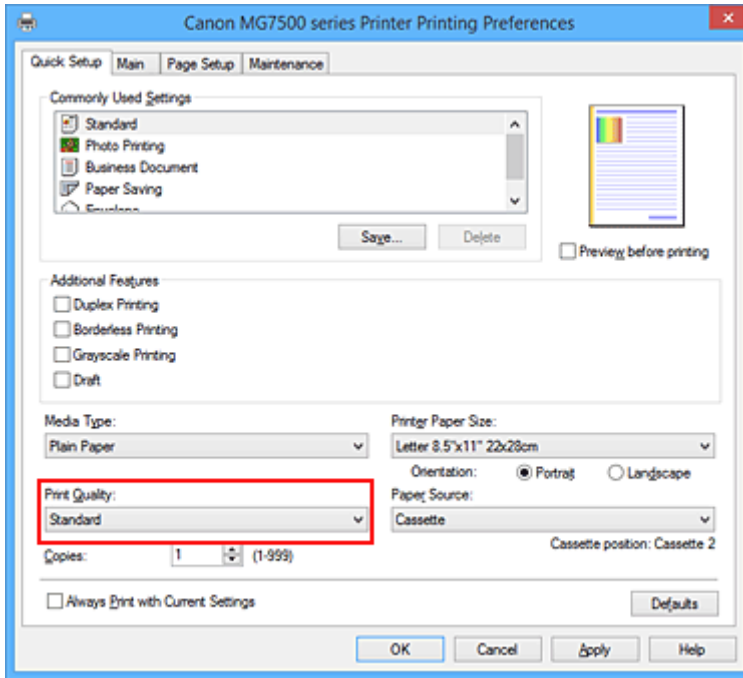 Canon MG7500 series Printer Printing Preferences
Quick Setup Main Page Setup Maintenance
Commonly Used Settings
Standard
Photo Printing
Business Document
Paper Saving
Envelope
Save... Delete
Preview before printing
Additional Features
Duplex Printing
Borderless Printing
Grayscale Printing
Draft
Media Type: Printer Paper Size:
Plain Paper Letter 8.5"x11" 22x28cm
Orientation: Portrait Landscape
Print Quality: Paper Source:
Standard Cassette
Cassette position: Cassette 2
Copies: 1 (1-999)
Always Print with Current Settings Defaults
OK Cancel Apply Help